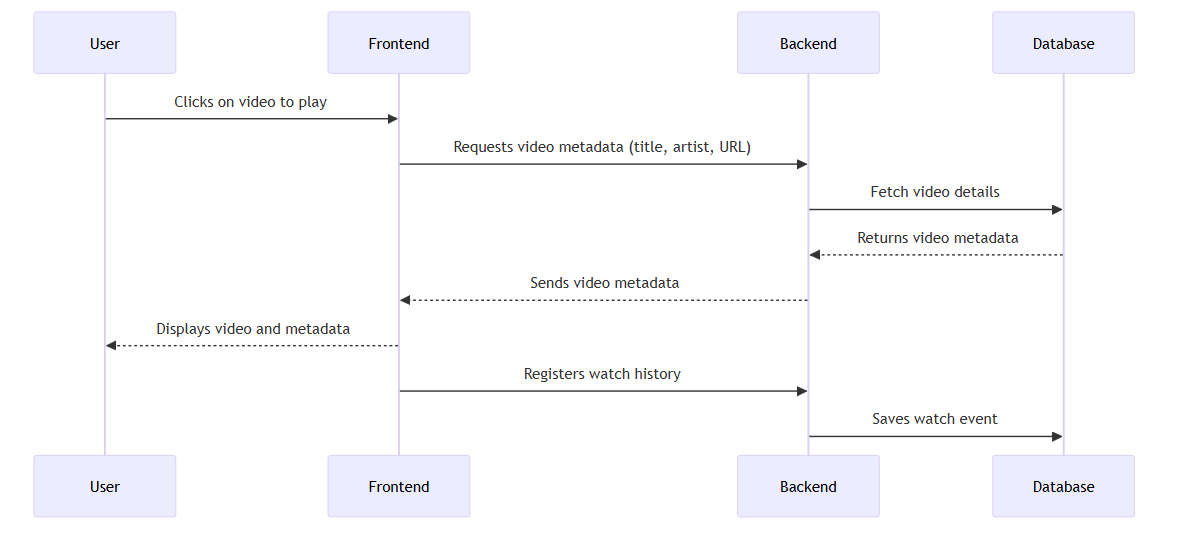 User
Frontend
Backend
Database
Clicks on video to play
Requests video metadata (title, artist, URL)
Fetch video details
Returns video metadata
Sends video metadata
Displays video and metadata
Registers watch history
Saves watch event
User
Frontend
Backend
Database